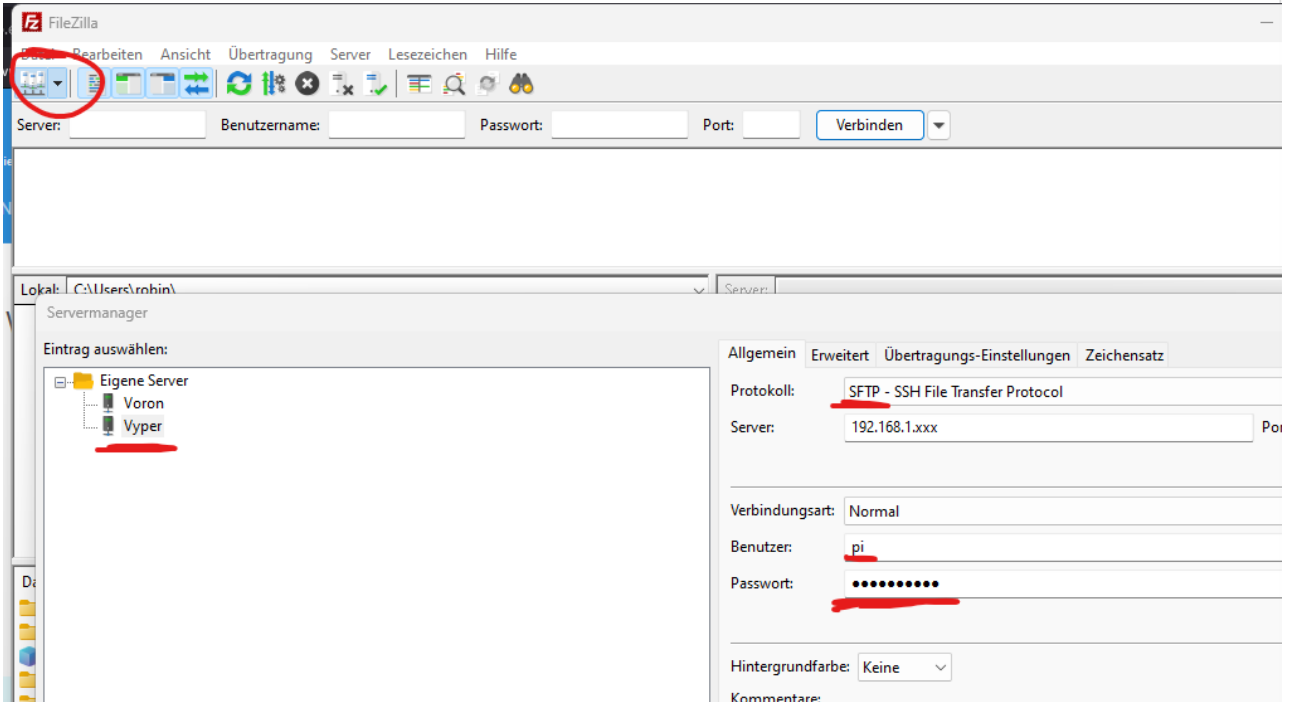 FileZilla
Datei Bearbeiten Ansicht Übertragung Server Lesezeichen Hilfe
Server: Benutzername: Passwort: Port: Verbinden
Lokal: C:\Users\robin\ Server:
Servermanager
Eintrag auswählen:
Eigene Server
Voron
Vyper
Allgemein Erweitert Übertragungs-Einstellungen Zeichensatz
Protokoll: SFTP - SSH File Transfer Protocol
Server: 192.168.1.xxx
Verbindungsart: Normal
Benutzer: pi
Passwort: ••••••••••
Hintergrundfarbe: Keine
Kommentare: